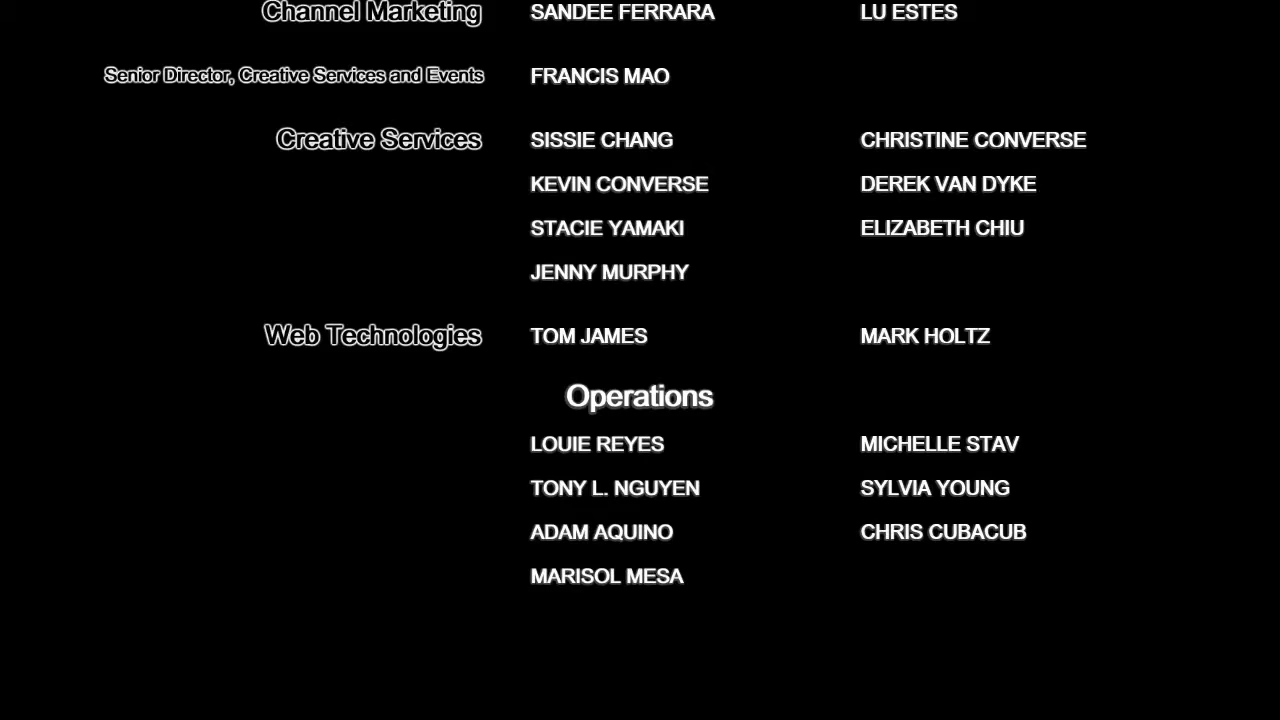 Channel Marketing SANDEE FERRARA LU ESTES
Senior Director, Creative Services and Events FRANCIS MAO
Creative Services SISSIE CHANG CHRISTINE CONVERSE
KEVIN CONVERSE DEREK VAN DYKE
STACIE YAMAKI ELIZABETH CHIU
JENNY MURPHY
Web Technologies TOM JAMES MARK HOLTZ
Operations
LOUIE REYES MICHELLE STAV
TONY L. NGUYEN SYLVIA YOUNG
ADAM AQUINO CHRIS CUBACUB
MARISOL MESA